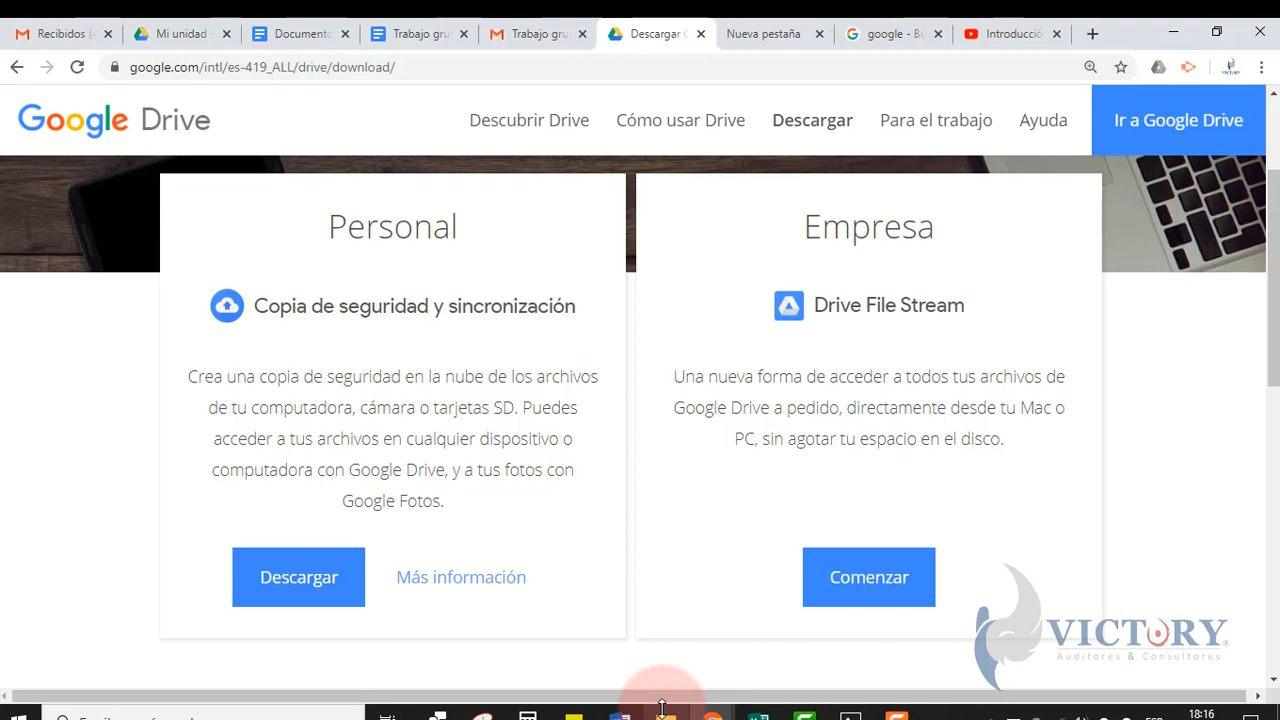 Recibidos (
Mi unidad -
Documento
Trabajo gru
Trabajo gru
Descargar
Nueva pestaña
google - Bu
Introducció
google.com/intl/es-419_ALL/drive/download/
Google Drive
Descubrir Drive
Cómo usar Drive
Descargar
Para el trabajo
Ayuda
Ir a Google Drive
Personal
Copia de seguridad y sincronización
Crea una copia de seguridad en la nube de los archivos
de tu computadora, cámara o tarjetas SD. Puedes
acceder a tus archivos en cualquier dispositivo o
computadora con Google Drive, y a tus fotos con
Google Fotos.
Descargar
Más información
Empresa
Drive File Stream
Una nueva forma de acceder a todos tus archivos de
Google Drive a pedido, directamente desde tu Mac o
PC, sin agotar tu espacio en el disco.
Comenzar
VICTORY
Auditores & Consultores
18:16